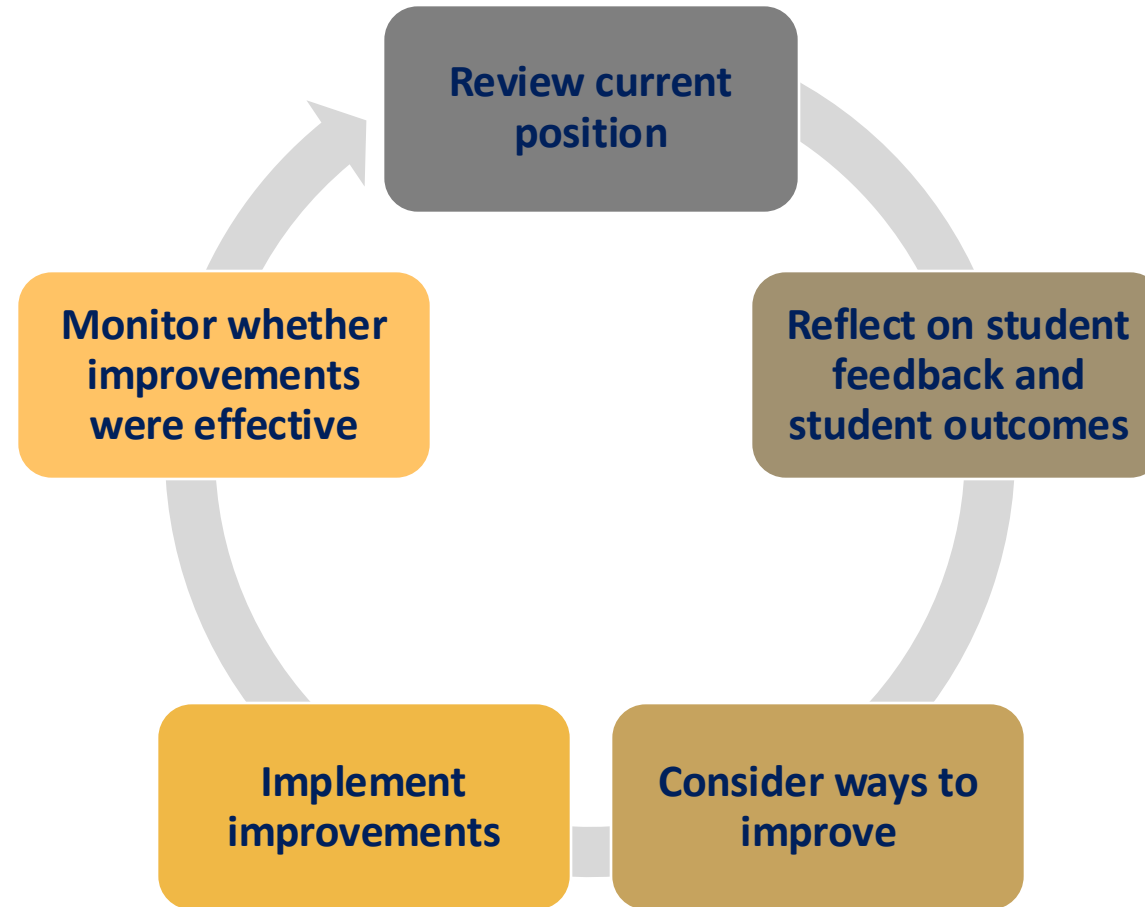 Review current
position
Reflect on student
feedback and
student outcomes
Consider ways to
improve
Implement
improvements
Monitor whether
improvements
were effective